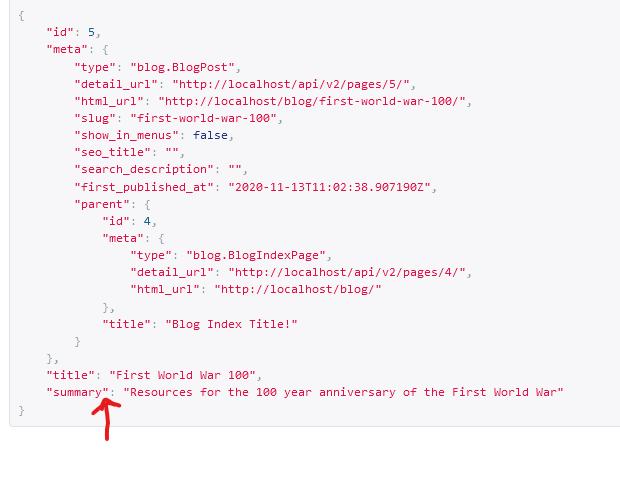 {
    "id": 5,
    "meta": {
        "type": "blog.BlogPost",
        "detail_url": "http://localhost/api/v2/pages/5/",
        "html_url": "http://localhost/blog/first-world-war-100/",
        "slug": "first-world-war-100",
        "show_in_menus": false,
        "seo_title": "",
        "search_description": "",
        "first_published_at": "2020-11-13T11:02:38.907190Z",
        "parent": {
            "id": 4,
            "meta": {
                "type": "blog.BlogIndexPage",
                "detail_url": "http://localhost/api/v2/pages/4/",
                "html_url": "http://localhost/blog/"
            },
            "title": "Blog Index Title!"
        }
    },
    "title": "First World War 100",
    "summary": "Resources for the 100 year anniversary of the First World War"
}